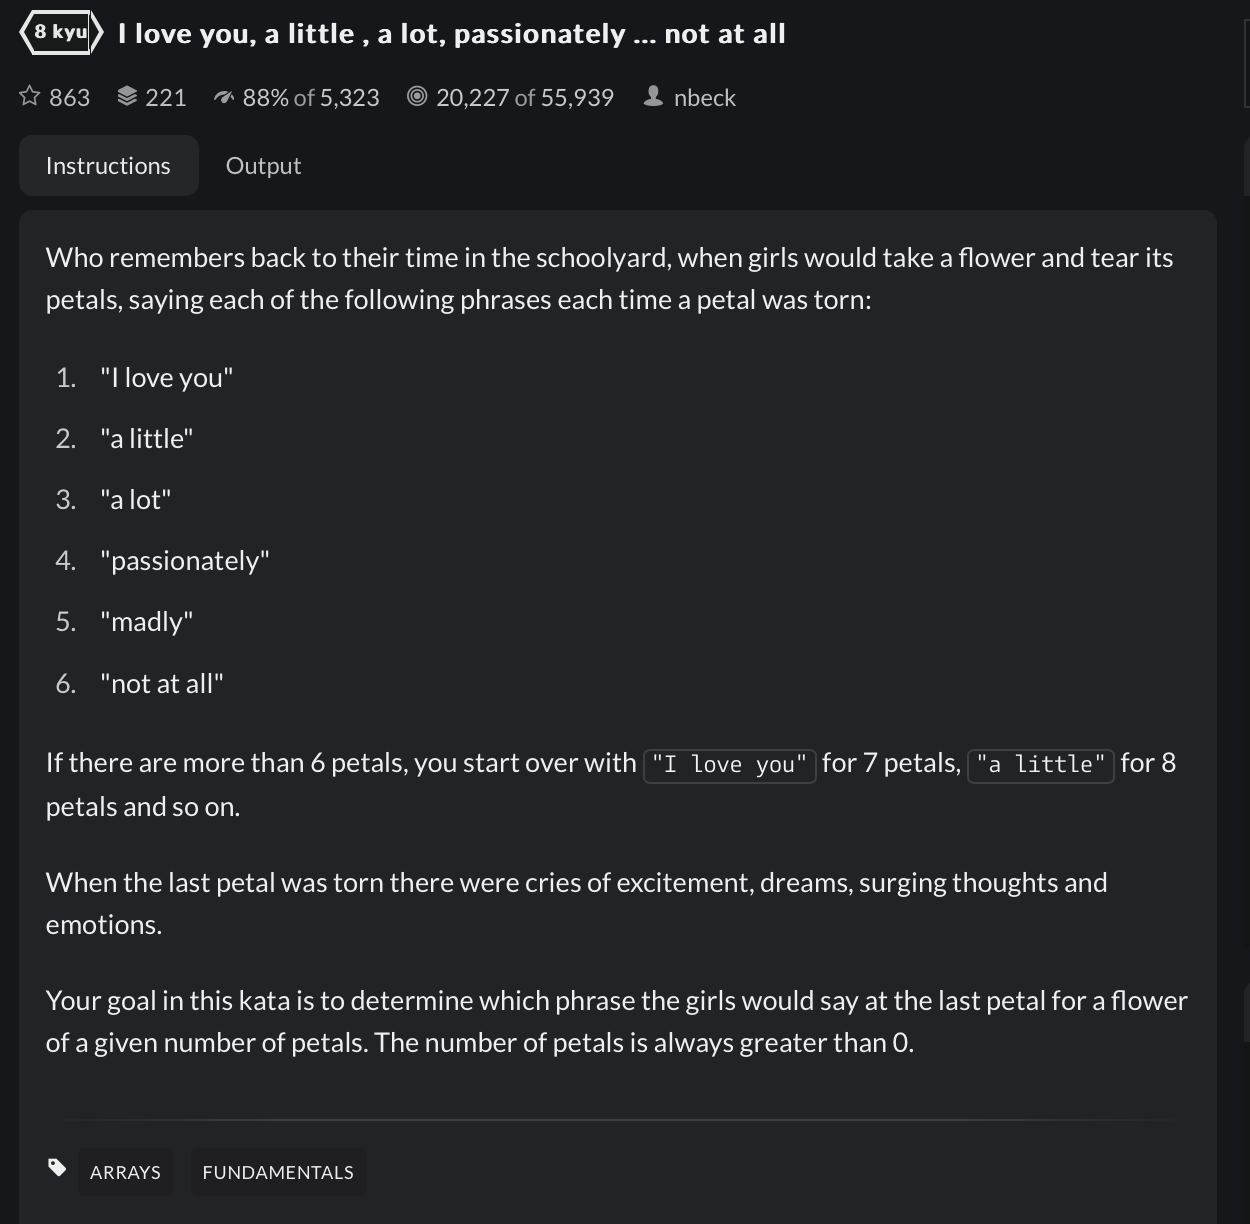 8 kyu I love you, a little , a lot, passionately ... not at all
863 221 88% of 5,323 20,227 of 55,939 nbeck
Instructions Output
Who remembers back to their time in the schoolyard, when girls would take a flower and tear its
petals, saying each of the following phrases each time a petal was torn:
1. "I love you"
2. "a little"
3. "a lot"
4. "passionately"
5. "madly"
6. "not at all"
If there are more than 6 petals, you start over with "I love you" for 7 petals, "a little" for 8
petals and so on.
When the last petal was torn there were cries of excitement, dreams, surging thoughts and
emotions.
Your goal in this kata is to determine which phrase the girls would say at the last petal for a flower
of a given number of petals. The number of petals is always greater than 0.
ARRAYS FUNDAMENTALS